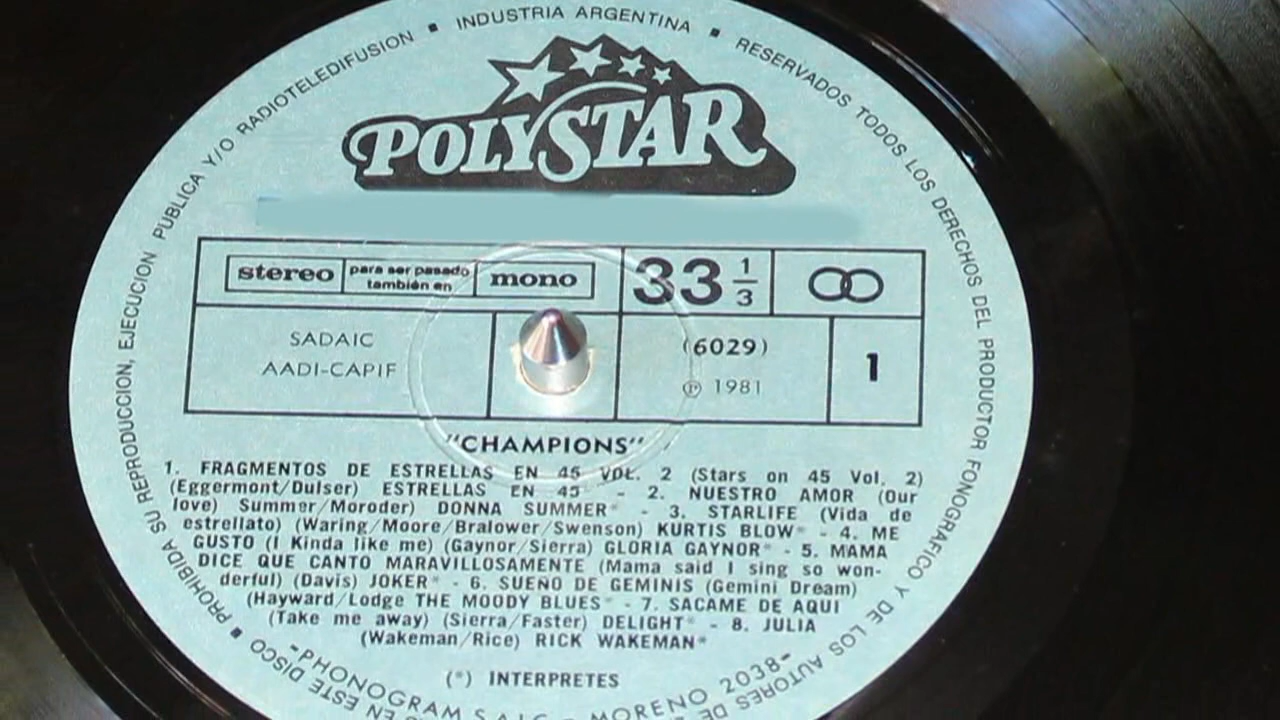 PROHIBIDA SU REPRODUCCION, EJECUCION PUBLICA Y/O RADIOTELEDIFUSION ■ INDUSTRIA ARGENTINA ■ RESERVADOS TODOS LOS DERECHOS DEL PRODUCTOR FONOGRAFICO Y DE LOS AUTORES DE EN ESTE DISCO ■
POLYSTAR
stereo para ser pasado también en mono 33 1/3
SADAIC
AADI-CAPIF
(6029)
℗ 1981
1
"CHAMPIONS"
1. FRAGMENTOS DE ESTRELLAS EN 45 VOL. 2 (Stars on 45 Vol. 2)
(Eggermont/Dulser) ESTRELLAS EN 45 - 2. NUESTRO AMOR (Our
love) Summer/Moroder) DONNA SUMMER* - 3. STARLIFE (Vida de
estrellato) (Waring/Moore/Bralower/Swenson) KURTIS BLOW* - 4. ME
GUSTO (I Kinda like me) (Gaynor/Sierra) GLORIA GAYNOR* - 5. MAMA
DICE QUE CANTO MARAVILLOSAMENTE (Mama said I sing so won-
derful) (Davis) JOKER* - 6. SUEÑO DE GEMINIS (Gemini Dream)
(Hayward/Lodge THE MOODY BLUES* - 7. SACAME DE AQUI
(Take me away) (Sierra/Faster) DELIGHT* - 8. JULIA
(Wakeman/Rice) RICK WAKEMAN*
(*) INTERPRETES
-PHONOGRAM S.A.I.C. - MORENO 2038-